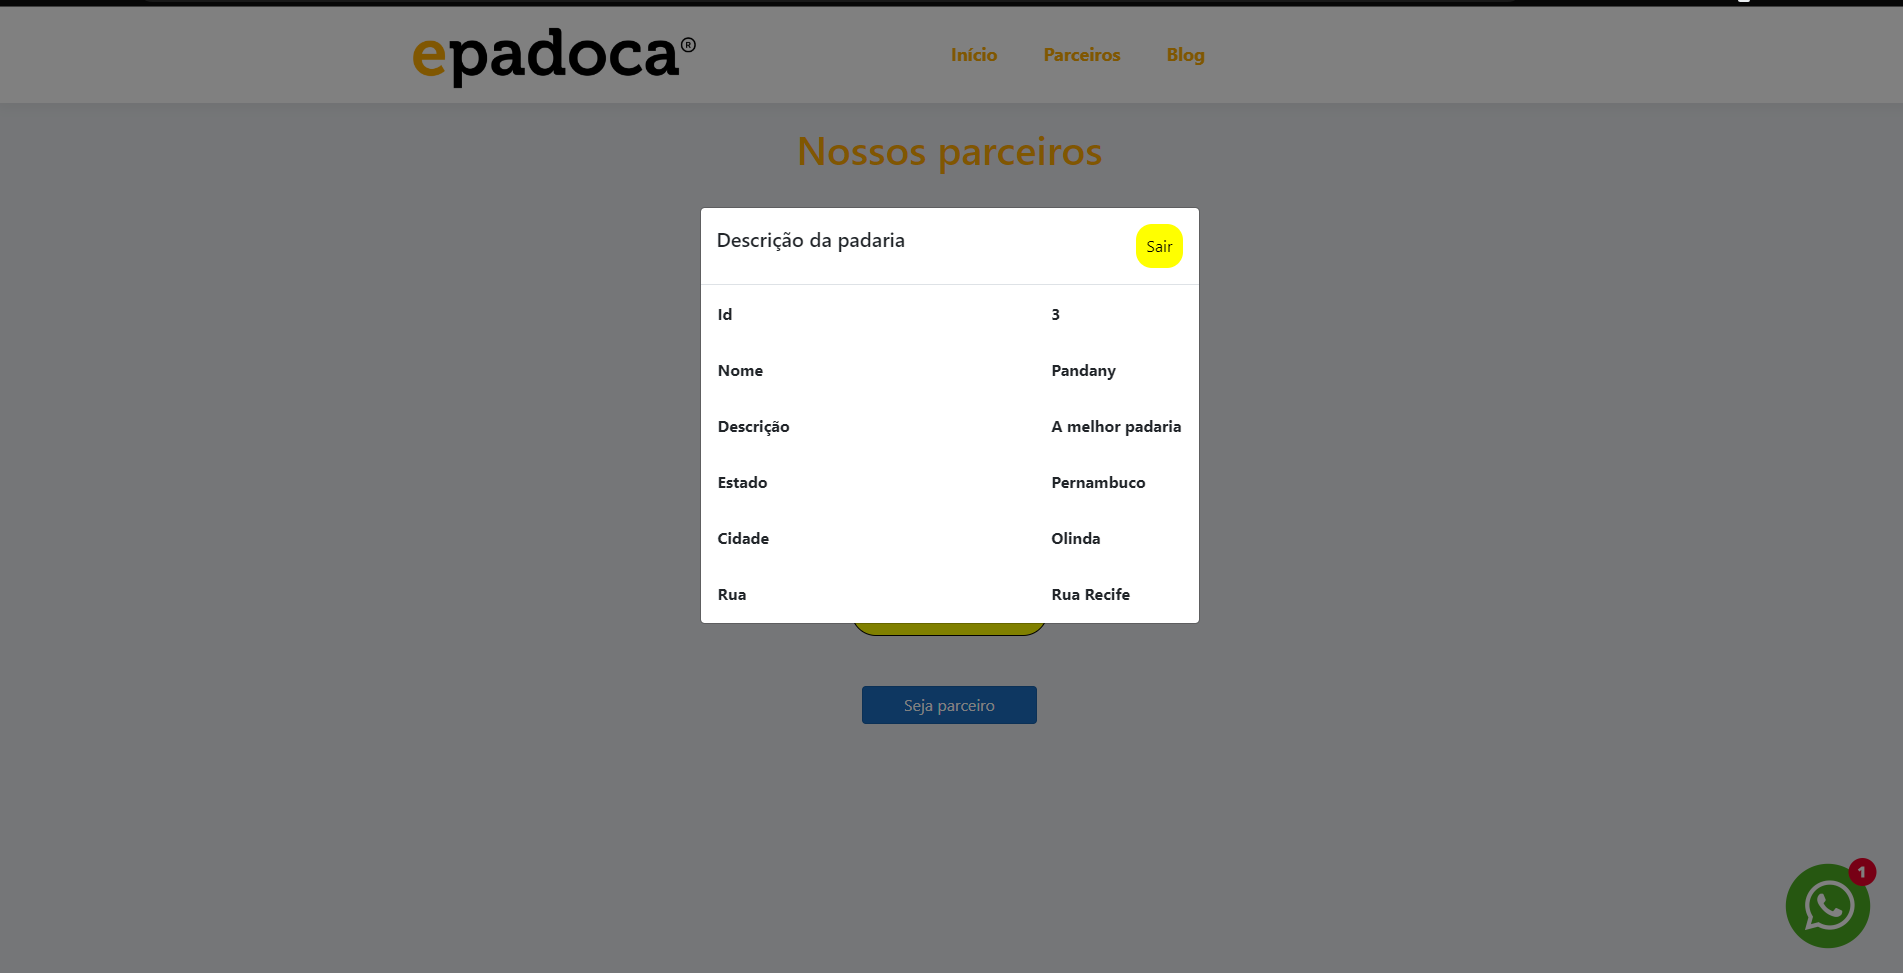 epadoca®
Início Parceiros Blog
Nossos parceiros
Descrição da padaria
Sair
Id 3
Nome Pandany
Descrição A melhor padaria
Estado Pernambuco
Cidade Olinda
Rua Rua Recife
Seja parceiro
1